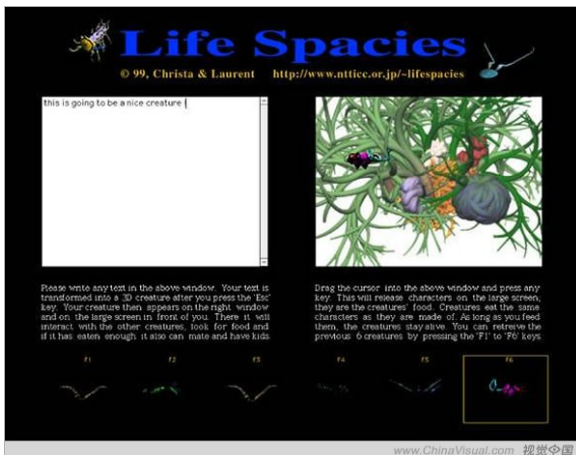 Life Spacies
© 99, Christa & Laurent http://www.ntticc.or.jp/~lifespacies
this is going to be a nice creature !
Please write any text in the above window. Your text is
transformed into a 3D creature after you press the 'Esc'
key. Your creature then appears on the right window
and on the large screen in front of you. There it will
interact with the other creatures, look for food and
if it has eaten enough it also can mate and have kids
Drag the cursor into the above window and press any
key. This will release characters on the large screen,
they are the creatures' food. Creatures eat the same
characters as they are made of. As long as you feed
them, the creatures stay alive. You can retreive the
previous 6 creatures by pressing the 'F1' to 'F6' keys
F1 F2 F3 F4 F5 F6
www.ChinaVisual.com 视觉中国